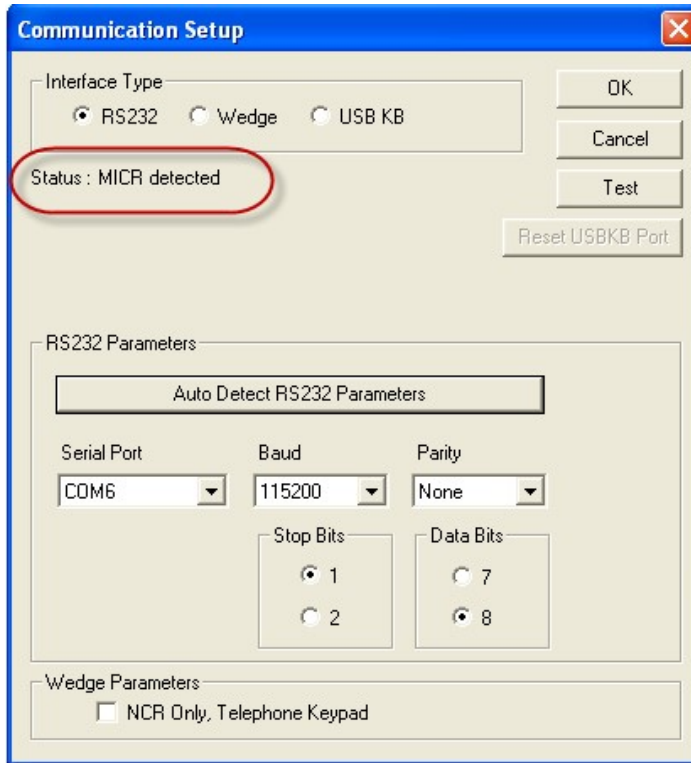 Communication Setup
Interface Type
RS232 Wedge USB KB
OK
Cancel
Status : MICR detected
Test
Reset USBKB Port
RS232 Parameters
Auto Detect RS232 Parameters
Serial Port Baud Parity
COM6 115200 None
Stop Bits Data Bits
1 7
2 8
Wedge Parameters
NCR Only, Telephone Keypad